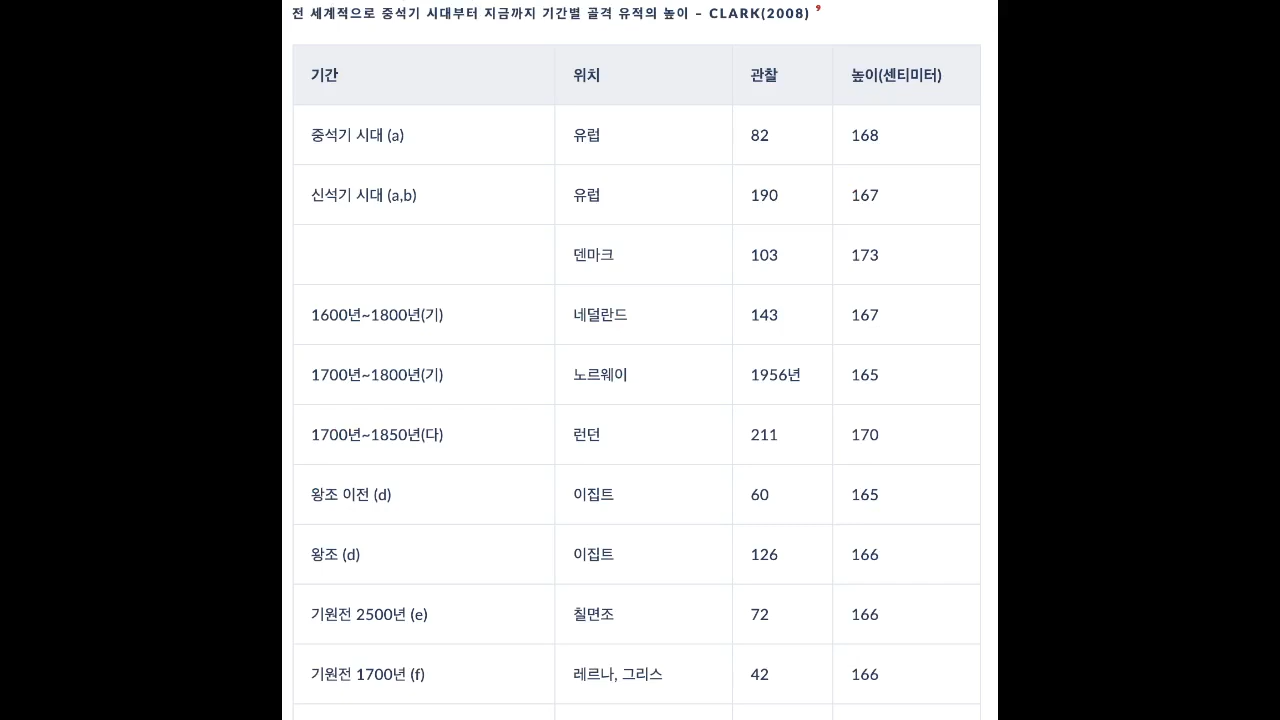 전 세계적으로 중석기 시대부터 지금까지 기간별 골격 유적의 높이 – CLARK(2008) 9
기간 위치 관찰 높이(센티미터)
중석기 시대 (a) 유럽 82 168
신석기 시대 (a,b) 유럽 190 167
덴마크 103 173
1600년~1800년(기) 네덜란드 143 167
1700년~1800년(기) 노르웨이 1956년 165
1700년~1850년(다) 런던 211 170
왕조 이전 (d) 이집트 60 165
왕조 (d) 이집트 126 166
기원전 2500년 (e) 칠면조 72 166
기원전 1700년 (f) 레르나, 그리스 42 166